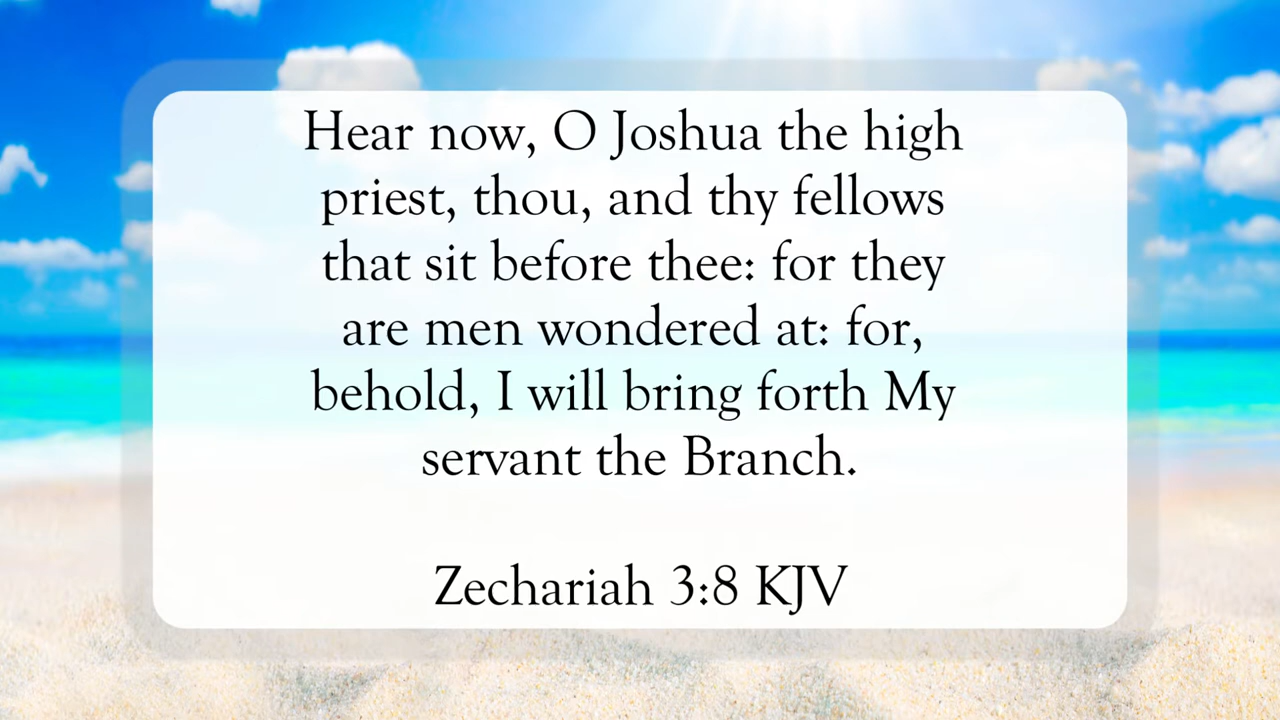 Hear now, O Joshua the high
priest, thou, and thy fellows
that sit before thee: for they
are men wondered at: for,
behold, I will bring forth My
servant the Branch.
Zechariah 3:8 KJV